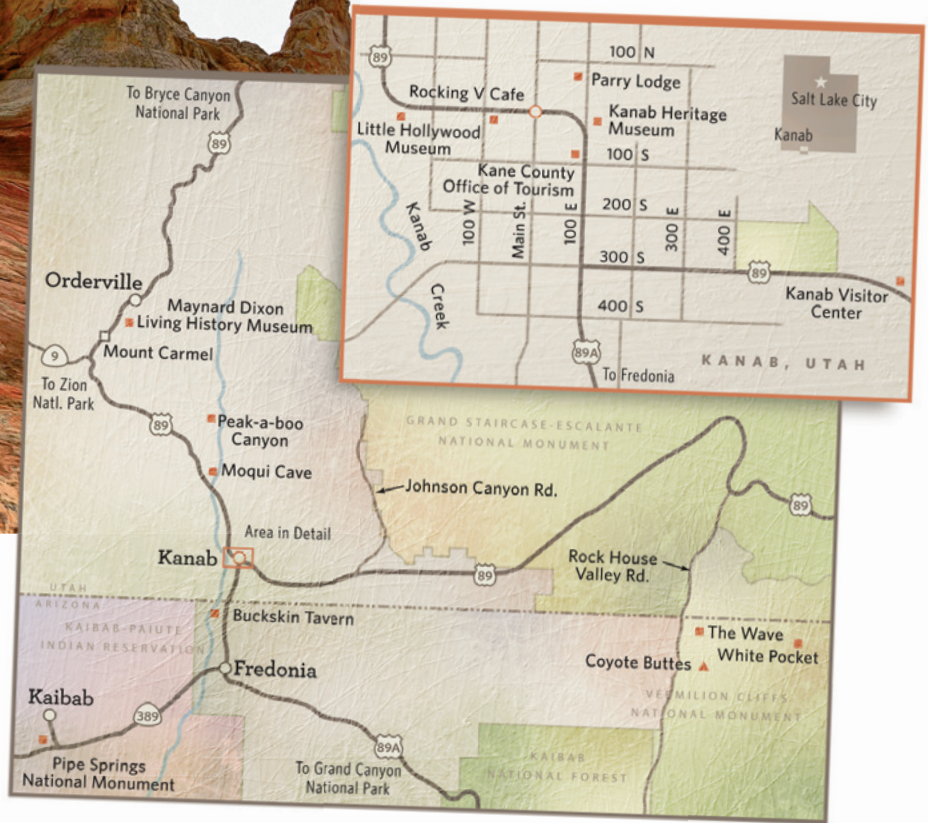 To Bryce Canyon
National Park
89
Orderville
Maynard Dixon
Living History Museum
Mount Carmel
9
To Zion
Natl. Park
89
Peak-a-boo
Canyon
Moqui Cave
GRAND STAIRCASE-ESCALANTE
NATIONAL MONUMENT
Johnson Canyon Rd.
89
Area in Detail
Kanab
89
Rock House
Valley Rd.
UTAH
ARIZONA
KAIBAB-PAIUTE
INDIAN RESERVATION
Buckskin Tavern
The Wave
White Pocket
Coyote Buttes
Fredonia
VERMILION CLIFFS
NATIONAL MONUMENT
Kaibab
389
89A
Pipe Springs
National Monument
To Grand Canyon
National Park
KAIBAB
NATIONAL FOREST
89
100 N
Parry Lodge
Rocking V Cafe
Kanab Heritage
Museum
Little Hollywood
Museum
100 S
Kane County
Office of Tourism
Salt Lake City
Kanab
Kanab
Creek
100 W
Main St.
100 E
200 S
300 E
400 E
300 S
89
400 S
Kanab Visitor
Center
89A
To Fredonia
KANAB, UTAH